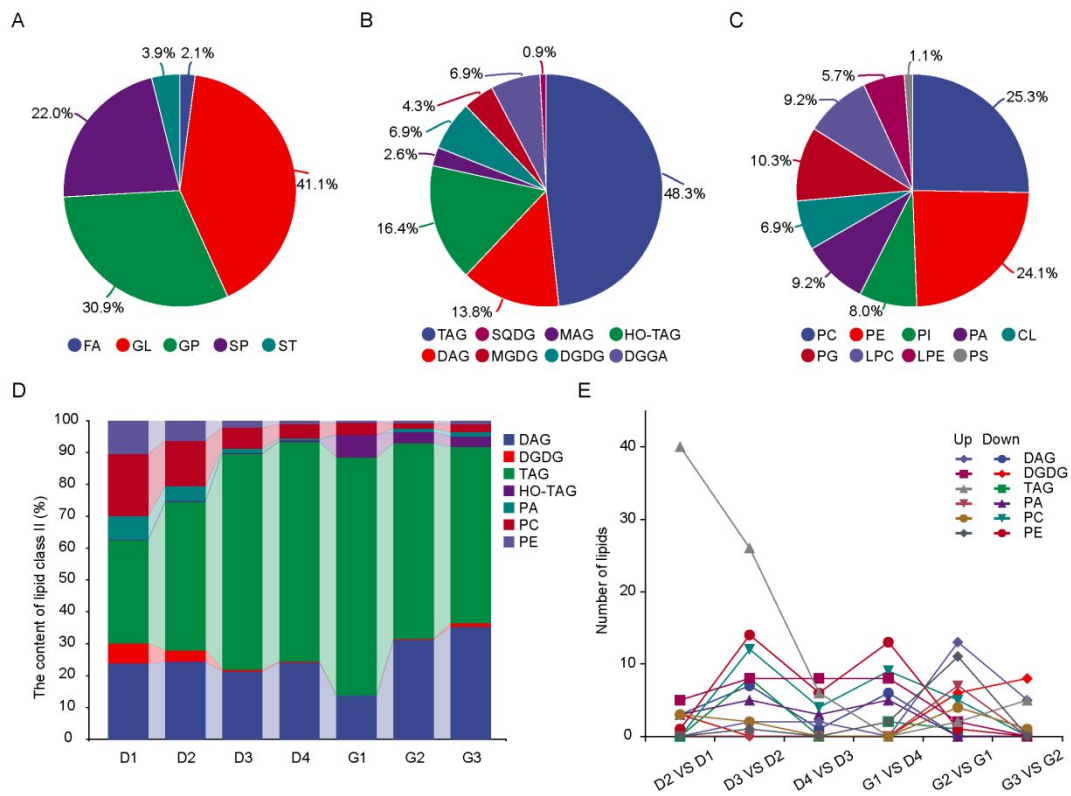 A
B
C
3.9% 2.1%
22.0%
41.1%
30.9%
FA GL GP SP ST
0.9%
6.9%
4.3%
6.9%
2.6%
16.4%
48.3%
13.8%
TAG SQDG MAG HO-TAG
DAG MGDG DGDG DGGA
1.1%
5.7%
9.2%
10.3%
6.9%
9.2%
8.0%
25.3%
24.1%
PC PE PI PA CL
PG LPC LPE PS
D
The content of lipid class II (%)
100
90
80
70
60
50
40
30
20
10
0
D1 D2 D3 D4 G1 G2 G3
DAG
DGDG
TAG
HO-TAG
PA
PC
PE
E
Number of lipids
40
30
20
10
0
Up Down
DAG
DGDG
TAG
PA
PC
PE
D2 VS D1
D3 VS D2
D4 VS D3
G1 VS D4
G2 VS G1
G3 VS G2